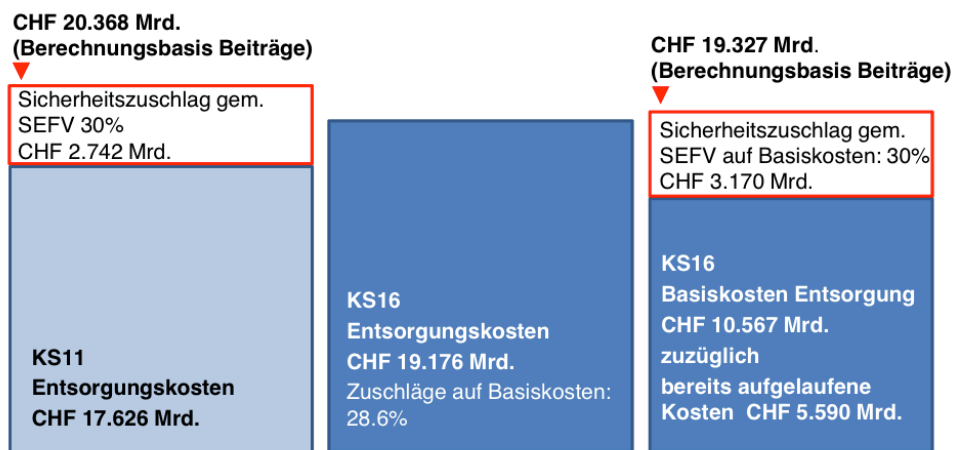 CHF 20.368 Mrd.
(Berechnungsbasis Beiträge)
Sicherheitszuschlag gem.
SEFV 30%
CHF 2.742 Mrd.
KS11
Entsorgungskosten
CHF 17.626 Mrd.
KS16
Entsorgungskosten
CHF 19.176 Mrd.
Zuschläge auf Basiskosten:
28.6%
CHF 19.327 Mrd.
(Berechnungsbasis Beiträge)
Sicherheitszuschlag gem.
SEFV auf Basiskosten: 30%
CHF 3.170 Mrd.
KS16
Basiskosten Entsorgung
CHF 10.567 Mrd.
zuzüglich
bereits aufgelaufene
Kosten CHF 5.590 Mrd.